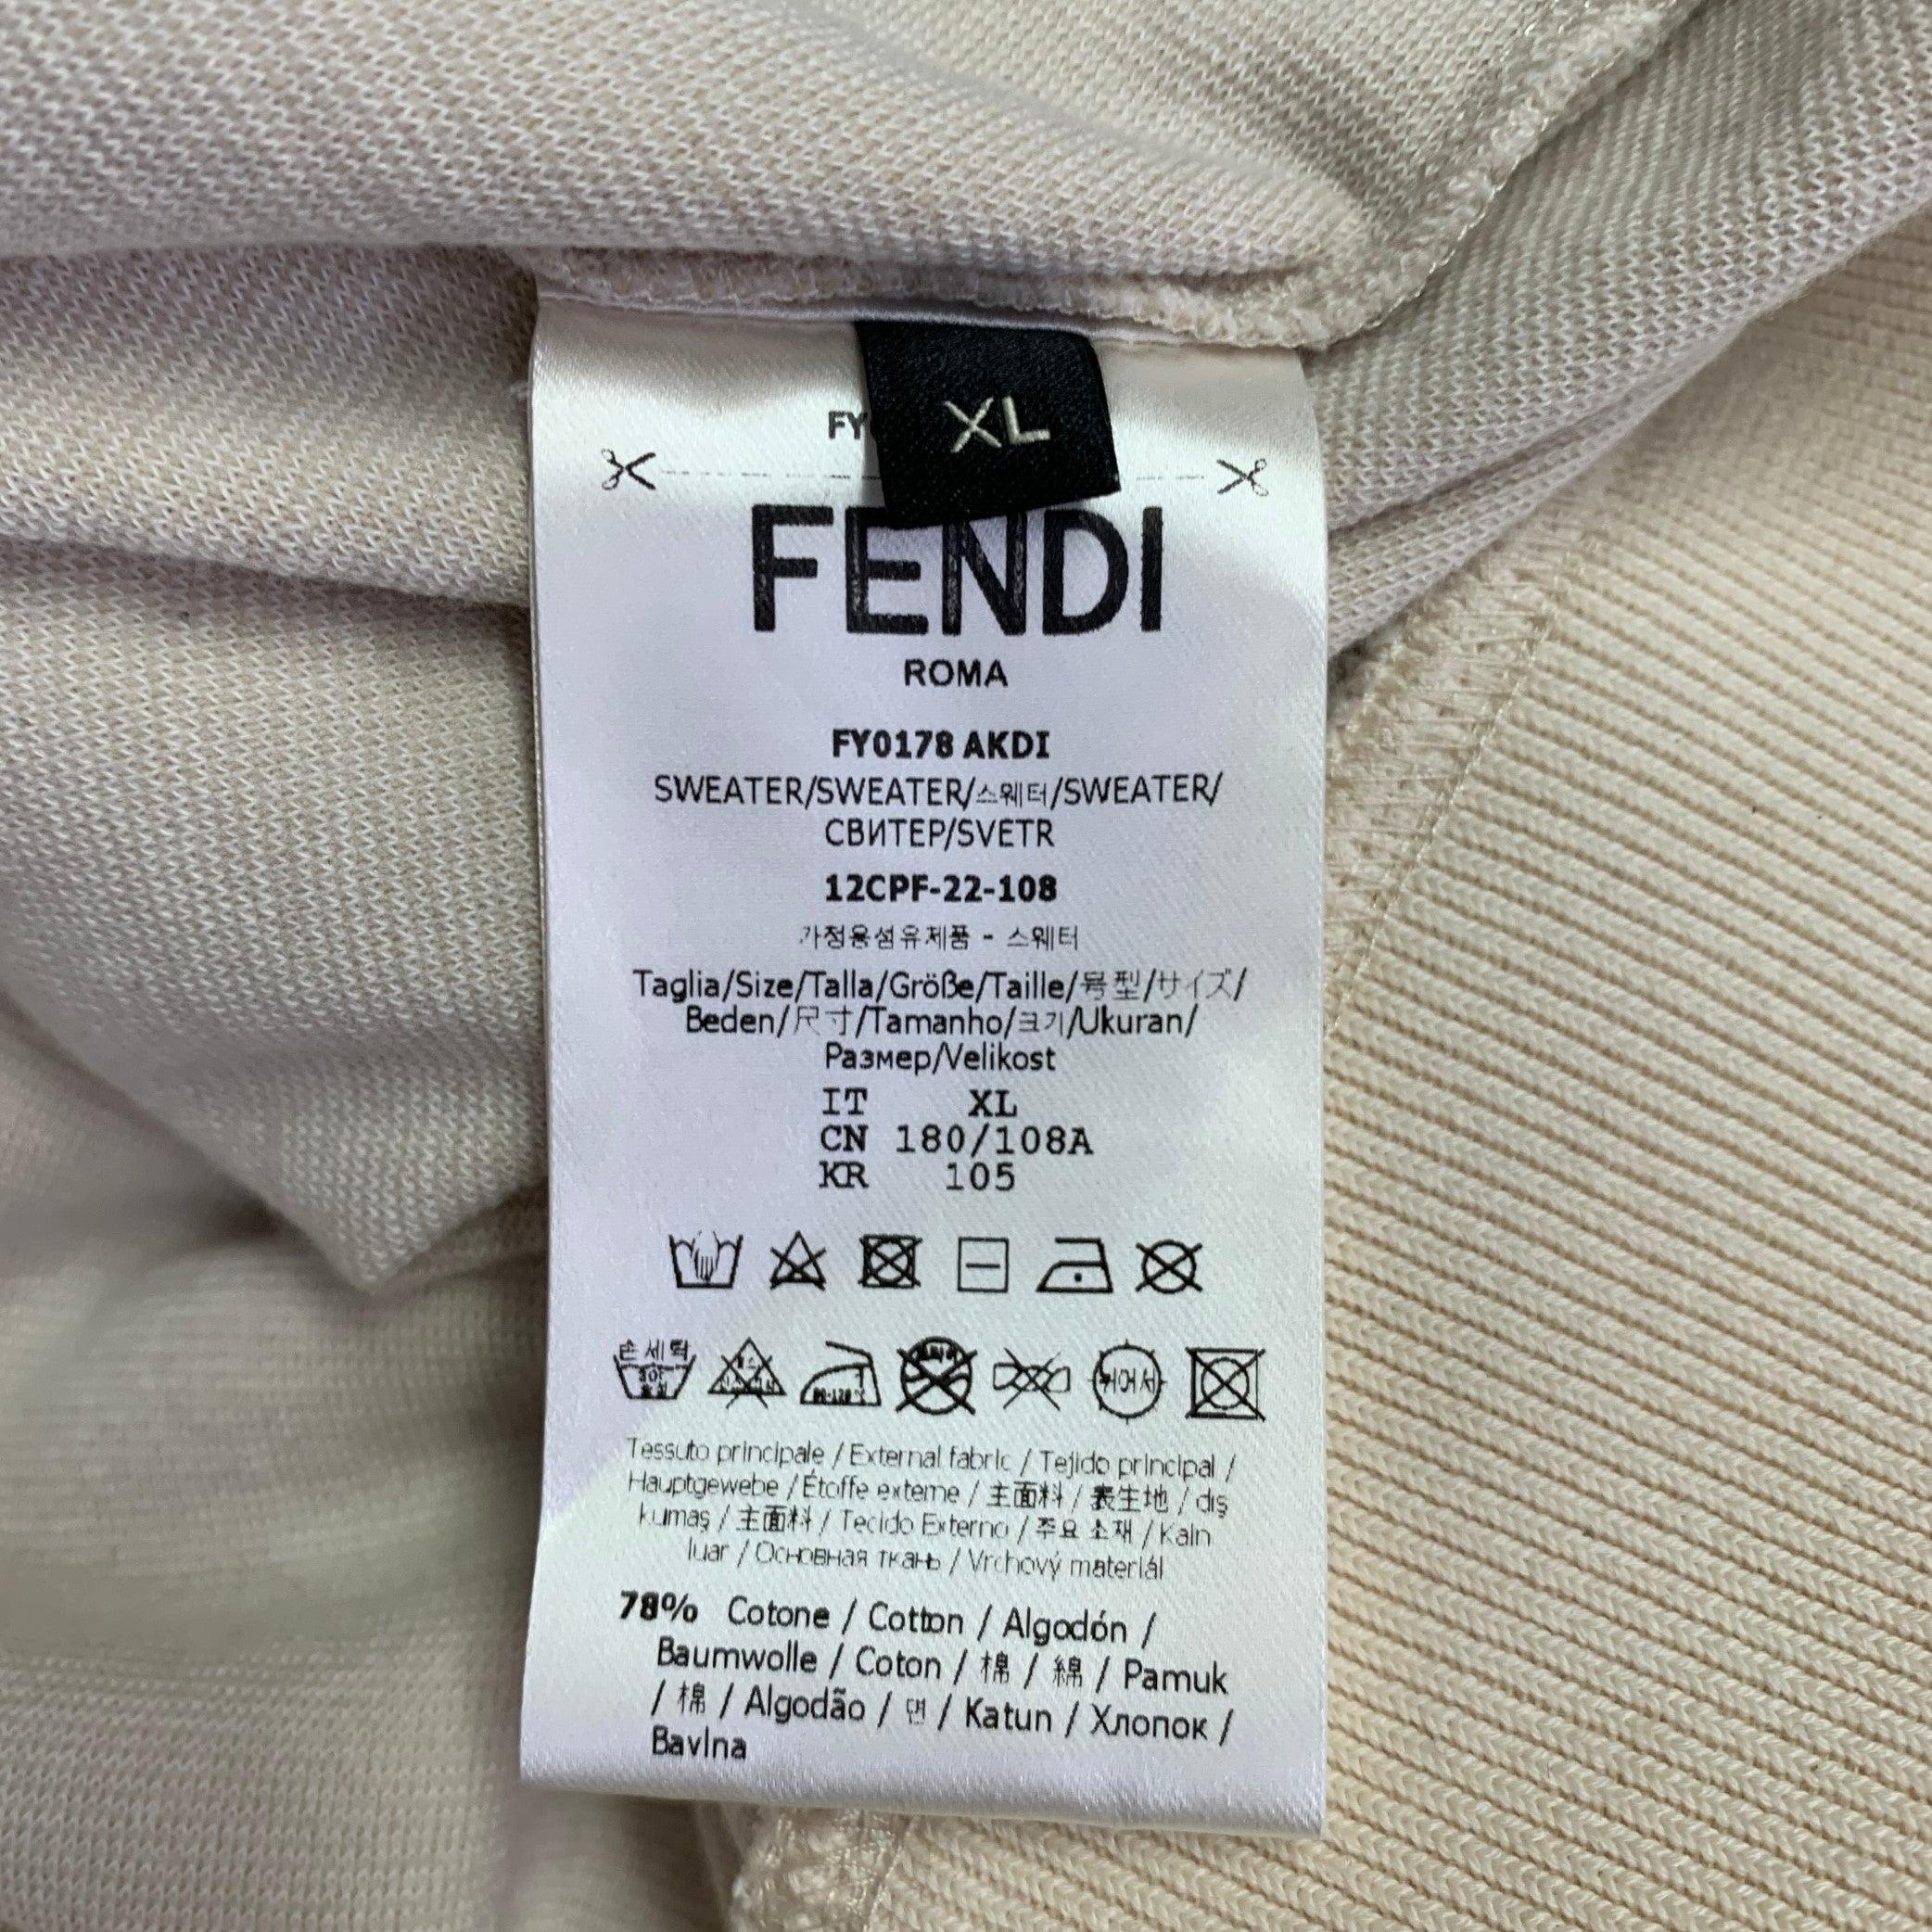 XL
FY
FENDI
ROMA
FY0178 AKDI
SWEATER/SWEATER/스웨터/SWEATER/
СВИТЕР/SVETR
12CPF-22-108
가정용섬유제품 - 스웨터
Taglia/Size/Talla/Größe/Taille/号型/サイズ/
Beden/尺寸/Tamanho/크기/Ukuran/
Размер/Velikost
IT XL
CN 180/108A
KR 105
손세탁
뉘어서
Tessuto principale / External fabric / Tejido principal /
Hauptgewebe / Étoffe externe / 主面料 / 表生地 / dış
kumaş / 主面料 / Tecido Externo / 주요 소재 / Kain
luar / Основная ткань / Vrchový materiál
78% Cotone / Cotton / Algodón /
Baumwolle / Coton / 棉 / 綿 / Pamuk
/ 棉 / Algodão / 면 / Katun / Хлопок /
Bavlna